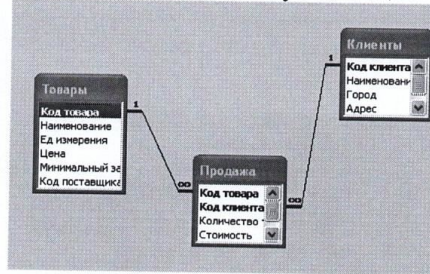 Товары
Код товара
Наименование
Ед измерения
Цена
Минимальный за
Код поставщика
1
Продажа
Код товара
Код клиента
Количество т
Стоимость
∞
∞
1
Клиенты
Код клиента
Наименовани
Город
Адрес